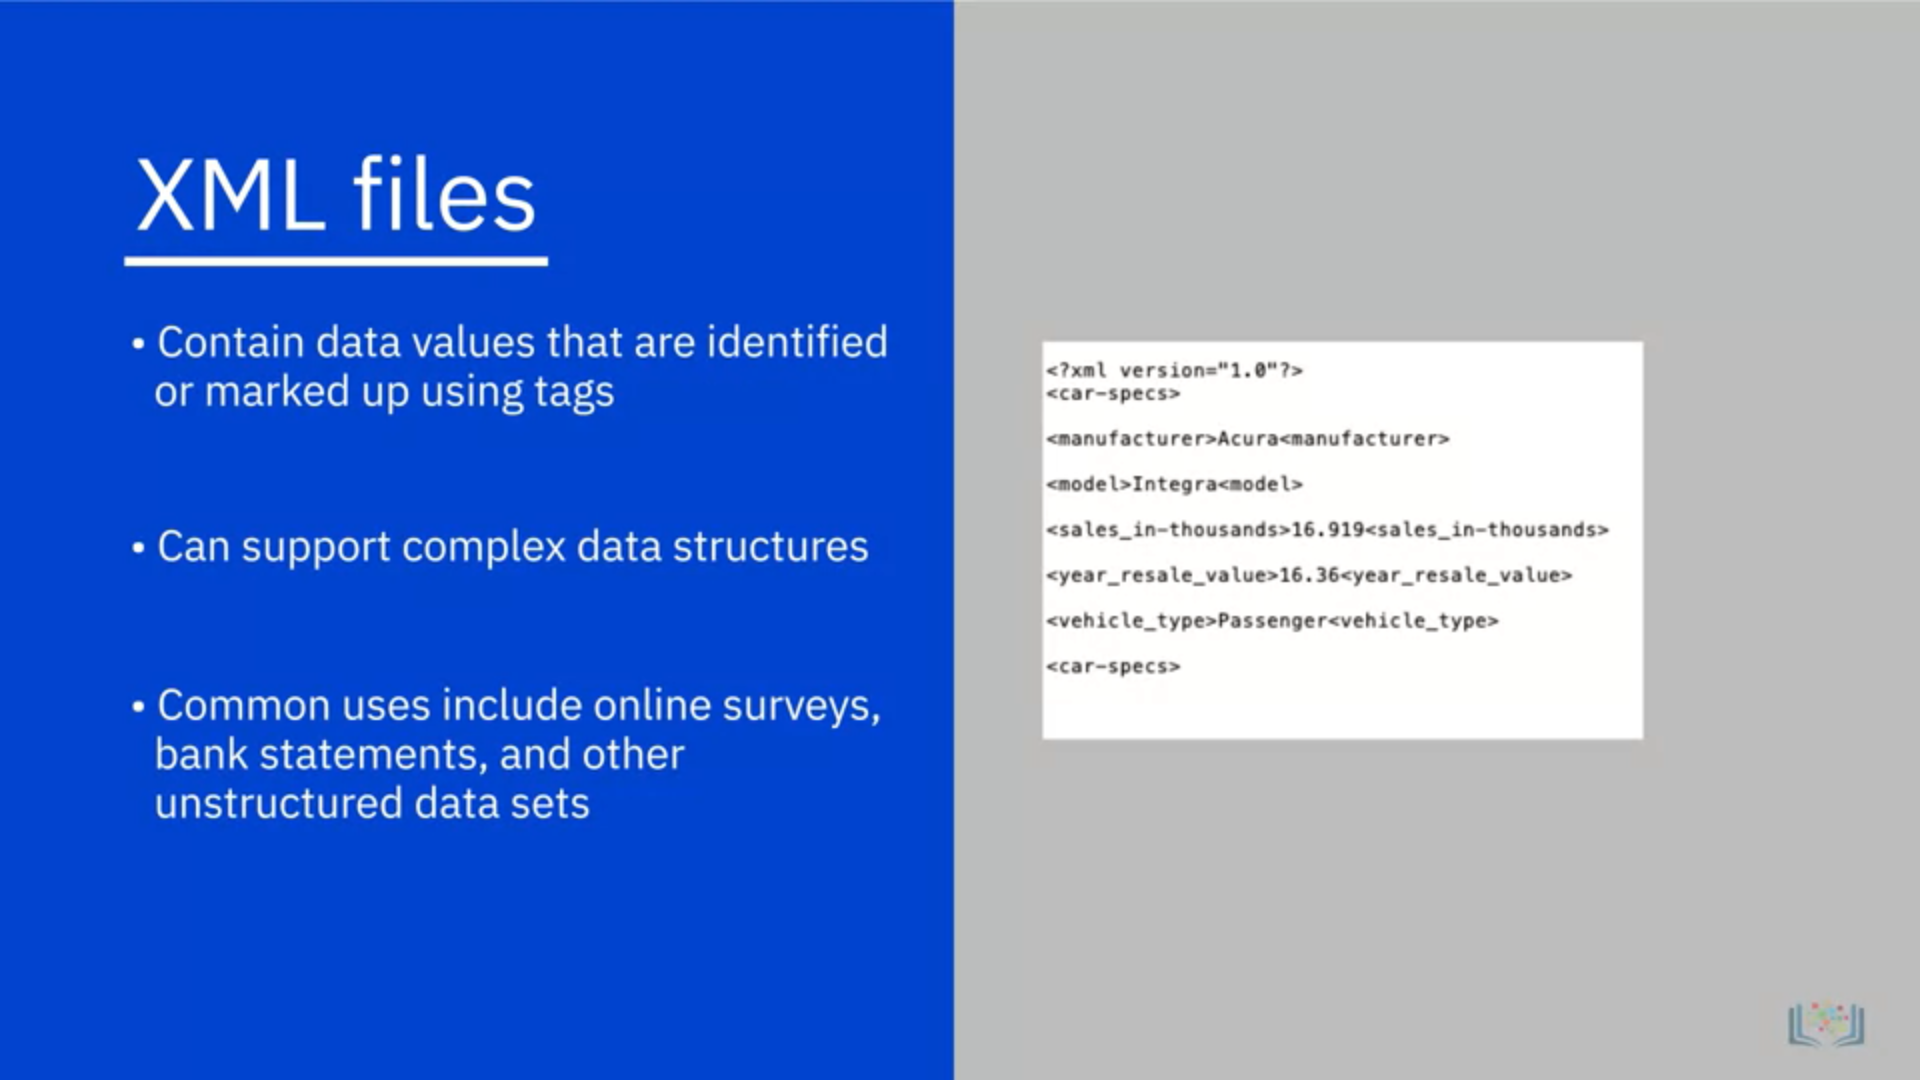 XML files
• Contain data values that are identified
or marked up using tags
• Can support complex data structures
• Common uses include online surveys,
bank statements, and other
unstructured data sets
<?xml version="1.0"?>
<car-specs>
<manufacturer>Acura<manufacturer>
<model>Integra<model>
<sales_in-thousands>16.919<sales_in-thousands>
<year_resale_value>16.36<year_resale_value>
<vehicle_type>Passenger<vehicle_type>
<car-specs>